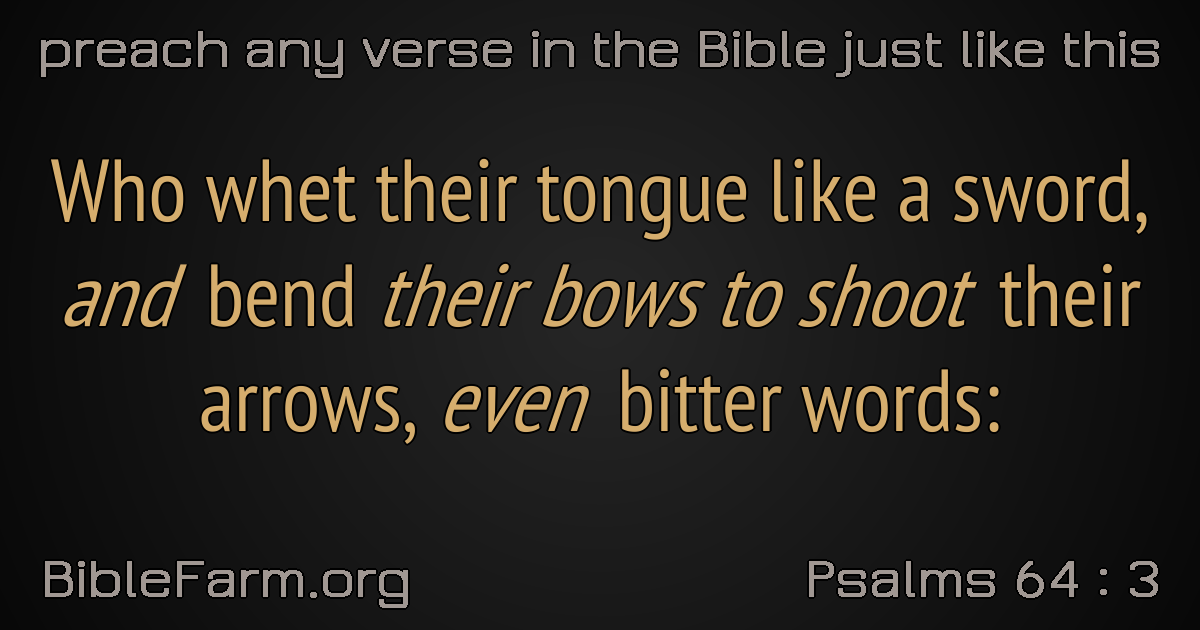 preach any verse in the Bible just like this
Who whet their tongue like a sword,
and bend their bows to shoot their
arrows, even bitter words:
BibleFarm.org
Psalms 64 : 3